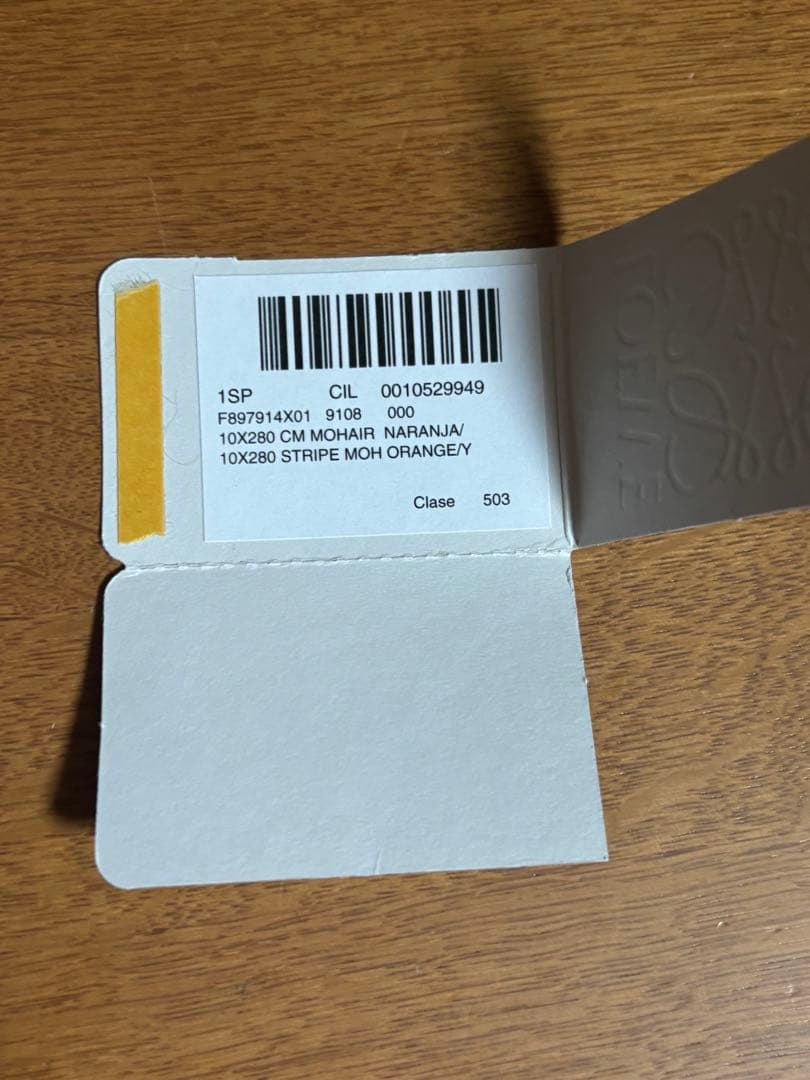 1SP CIL 0010529949
F897914X01 9108 000
10X280 CM MOHAIR NARANJA/
10X280 STRIPE MOH ORANGE/Y
Clase 503
LOEWE